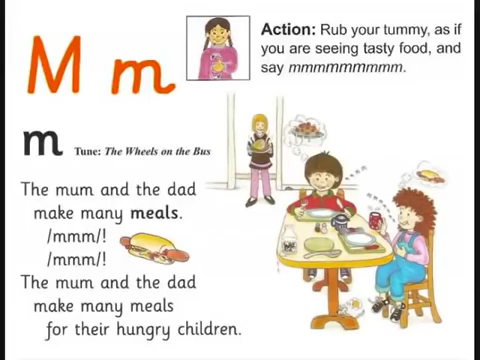 M m
Action: Rub your tummy, as if
you are seeing tasty food, and
say mmmmmmmmm.
m
Tune: The Wheels on the Bus
The mum and the dad
make many meals.
/mmm/!
/mmm/!
The mum and the dad
make many meals
for their hungry children.